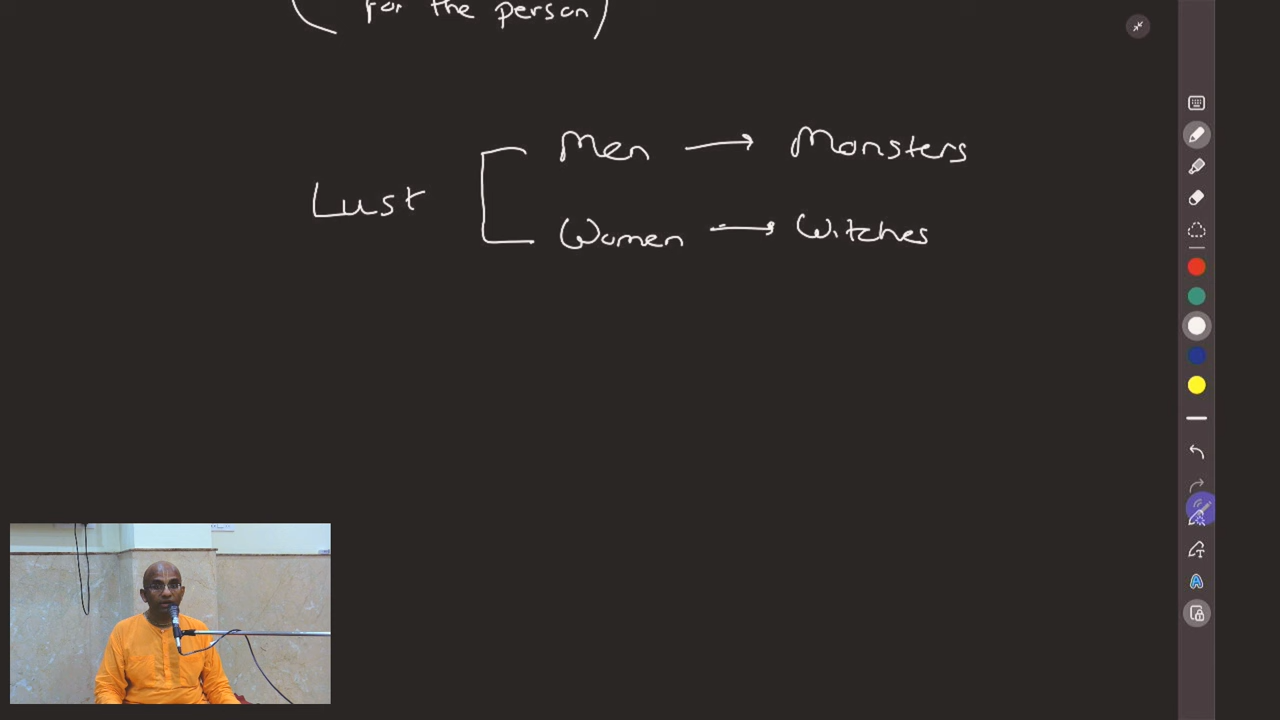 (for the person)
Men → Monsters
Lust
Women → Witches